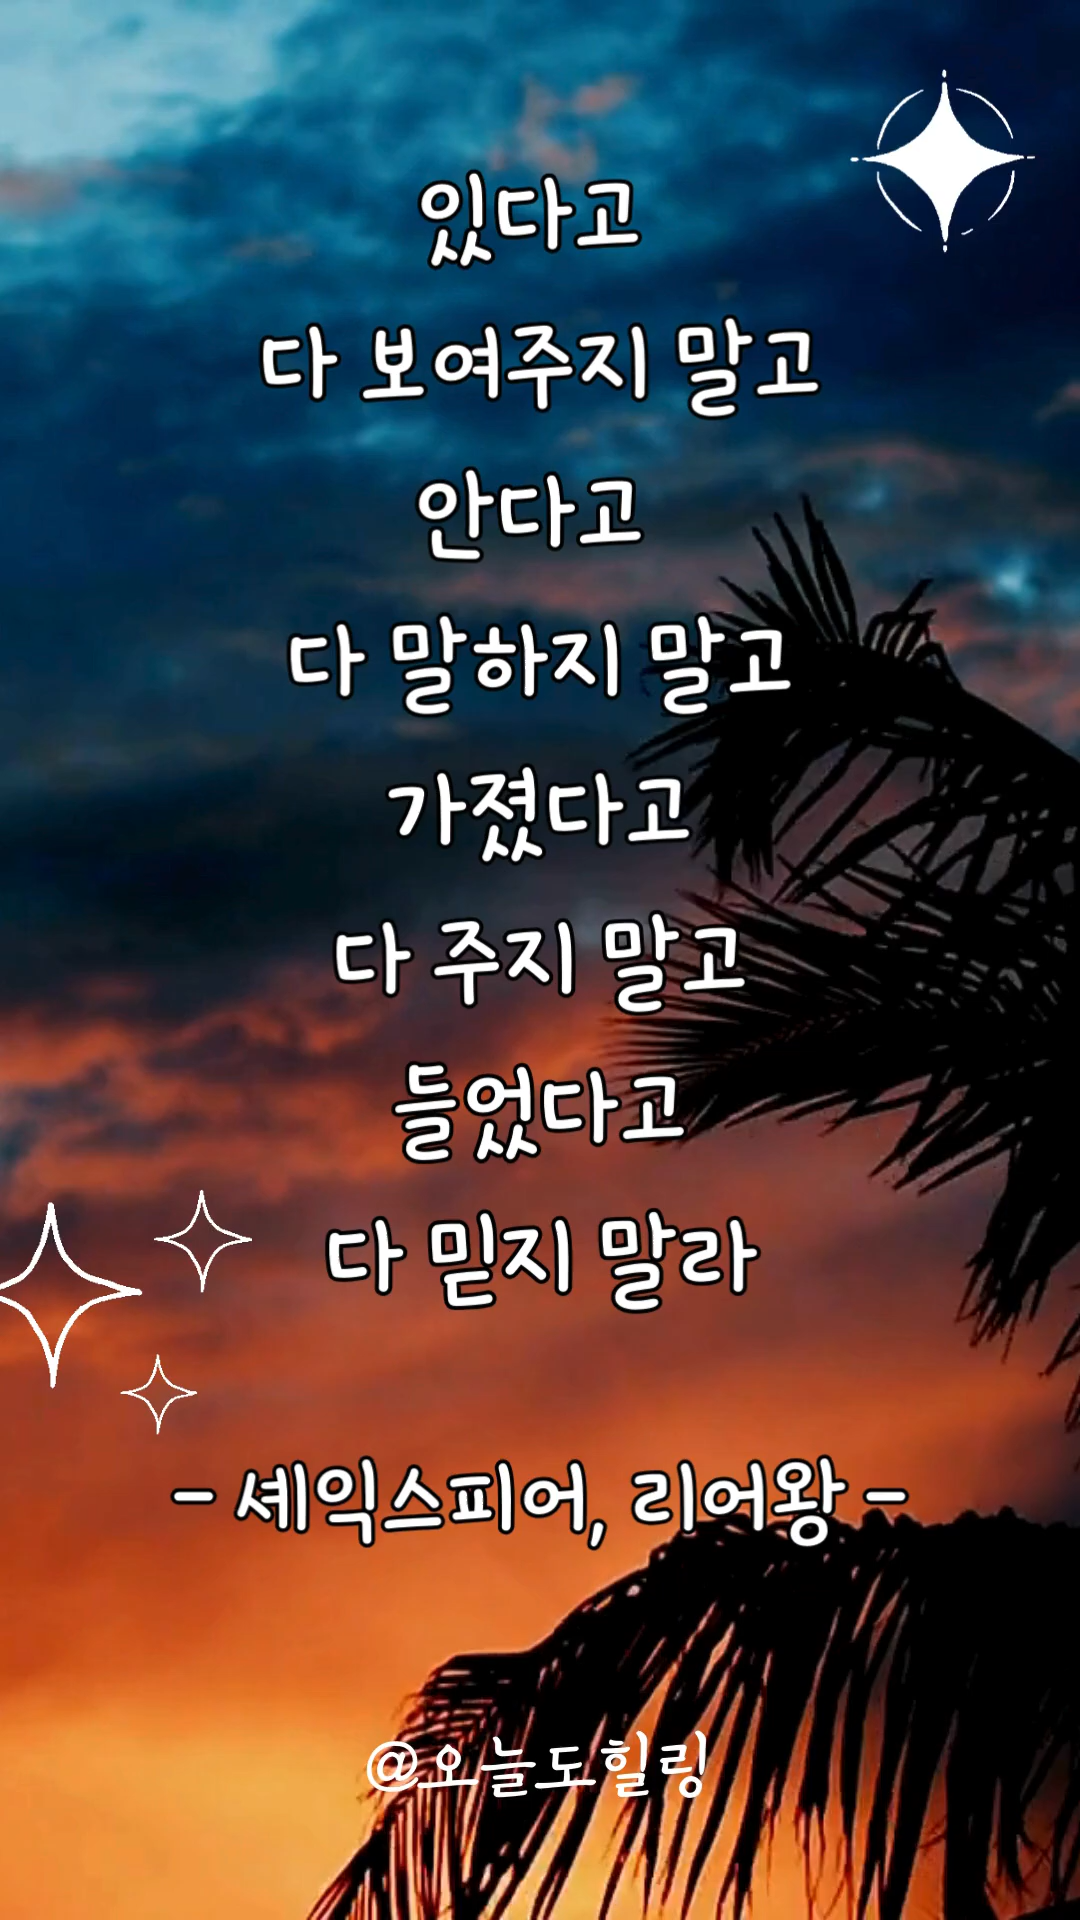 있다고
다 보여주지 말고
안다고
다 말하지 말고
가졌다고
다 주지 말고
들었다고
다 믿지 말라
- 셰익스피어, 리어왕 -
@오늘도힐링